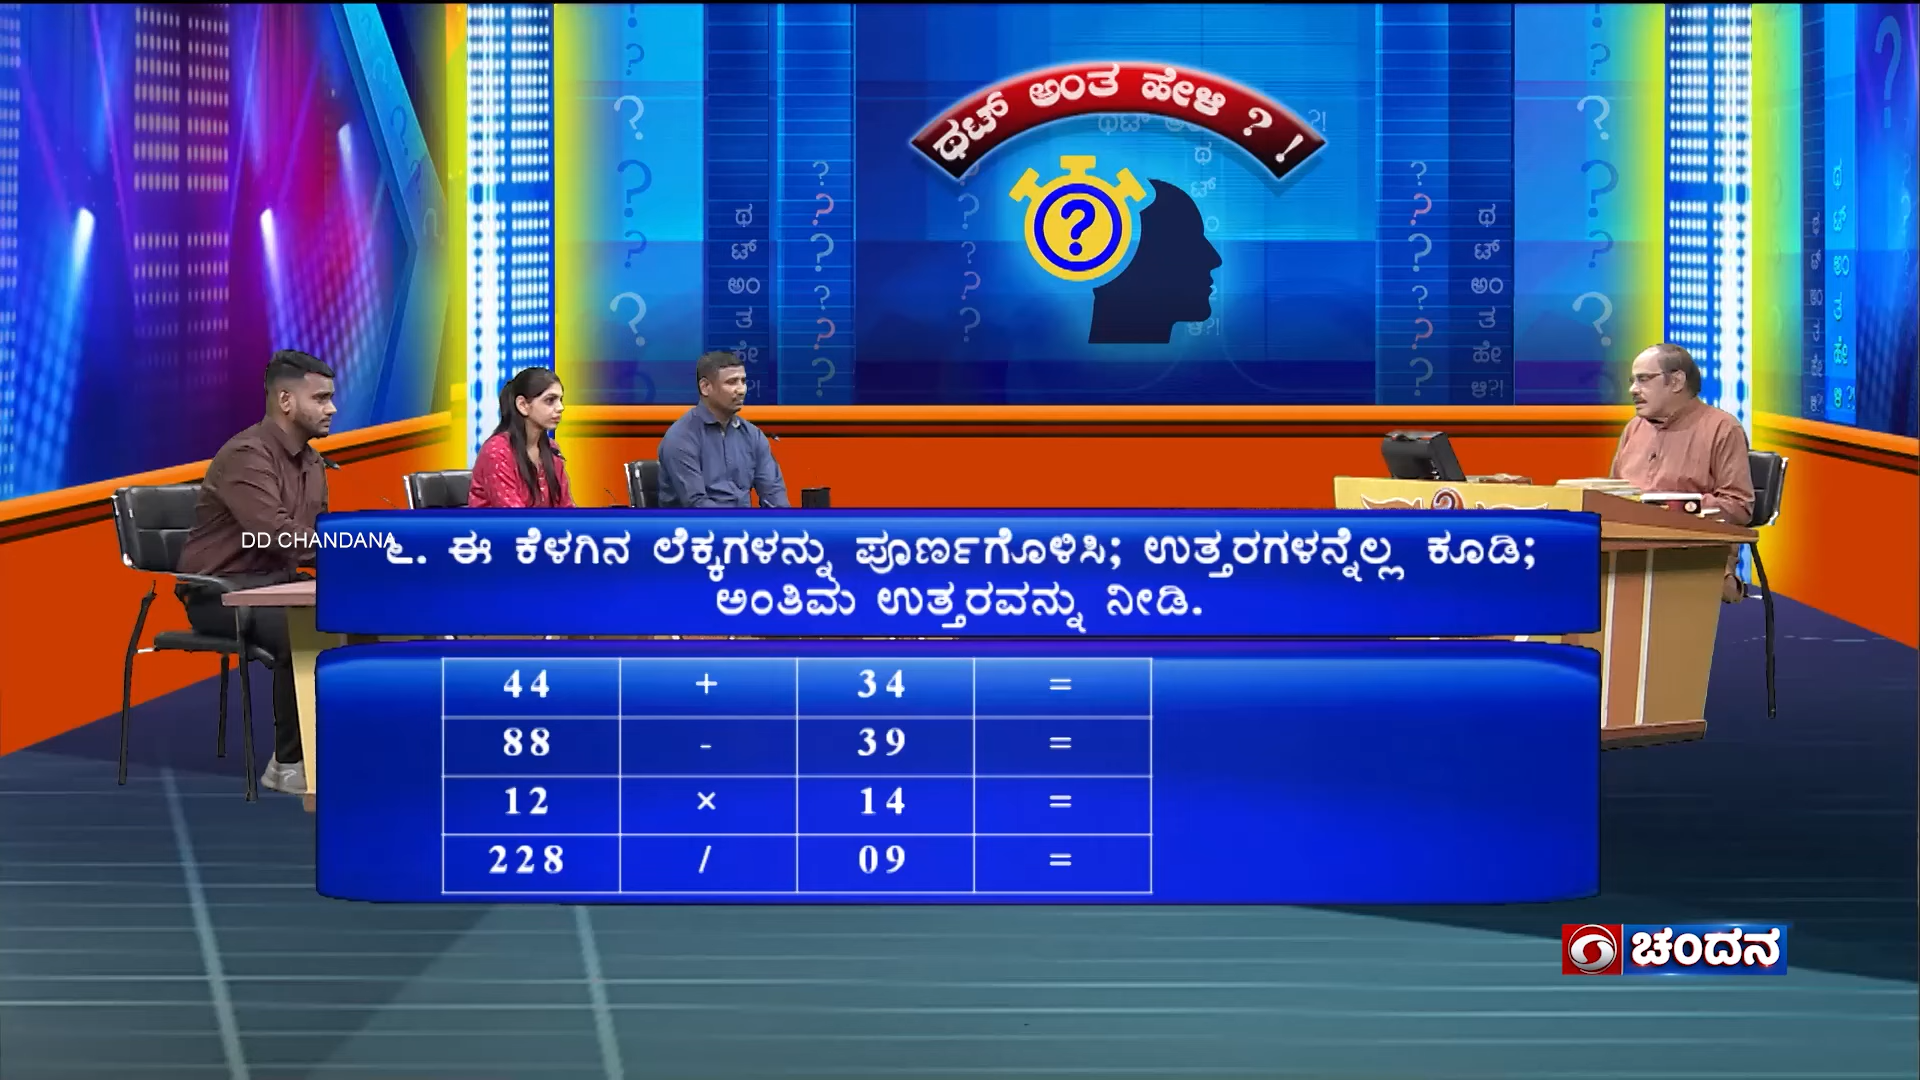 ಥಟ್ ಅಂತ ಹೇಳಿ ? !
?
DD CHANDANA
೬. ಈ ಕೆಳಗಿನ ಲೆಕ್ಕಗಳನ್ನು ಪೂರ್ಣಗೊಳಿಸಿ; ಉತ್ತರಗಳನ್ನೆಲ್ಲ ಕೂಡಿ;
ಅಂತಿಮ ಉತ್ತರವನ್ನು ನೀಡಿ.
44 + 34 =
88 - 39 =
12 × 14 =
228 / 09 =
ಚಂದನ